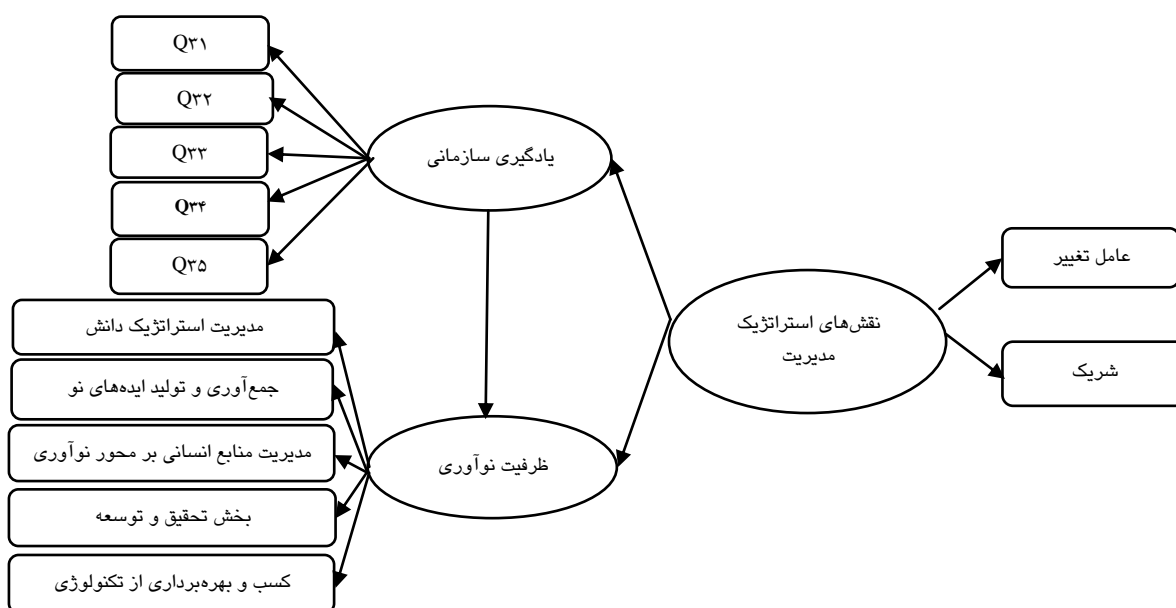 Q۳۱
Q۳۲
Q۳۳
Q۳۴
Q۳۵
یادگیری سازمانی
عامل تغییر
نقش‌های استراتژیک
مدیریت
شریک
مدیریت استراتژیک دانش
جمع‌آوری و تولید ایده‌های نو
مدیریت منابع انسانی بر محور نوآوری
بخش تحقیق و توسعه
کسب و بهره‌برداری از تکنولوژی
ظرفیت نوآوری